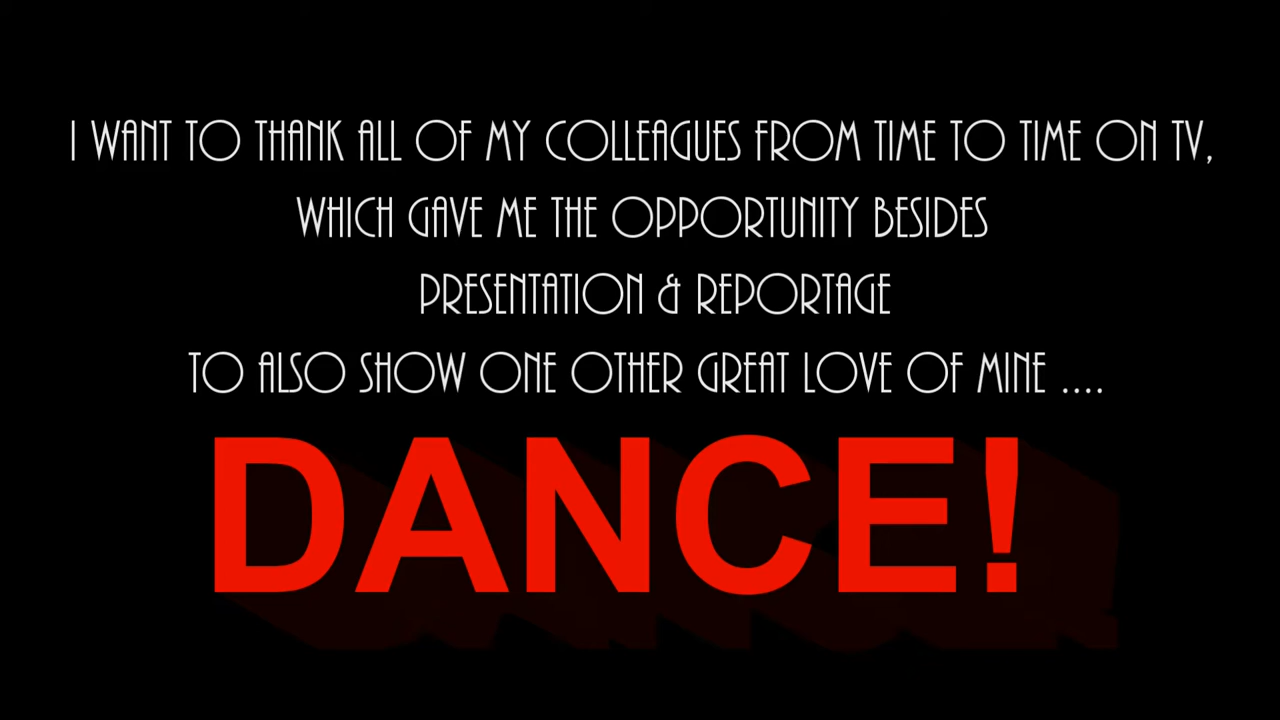 I WANT TO THANK ALL OF MY COLLEAGUES FROM TIME TO TIME ON TV,
WHICH GAVE ME THE OPPORTUNITY BESIDES
PRESENTATION & REPORTAGE
TO ALSO SHOW ONE OTHER GREAT LOVE OF MINE ....
DANCE!